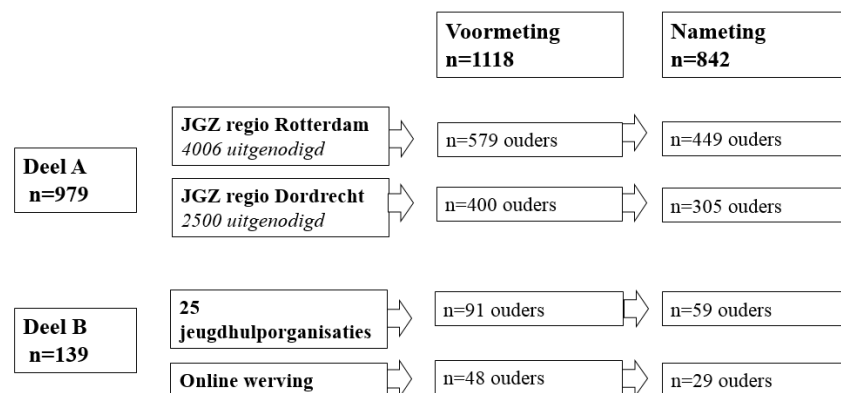 Voormeting
n=1118
Nameting
n=842
Deel A
n=979
JGZ regio Rotterdam
4006 uitgenodigd
n=579 ouders
n=449 ouders
JGZ regio Dordrecht
2500 uitgenodigd
n=400 ouders
n=305 ouders
Deel B
n=139
25
jeugdhulporganisaties
n=91 ouders
n=59 ouders
Online werving
n=48 ouders
n=29 ouders